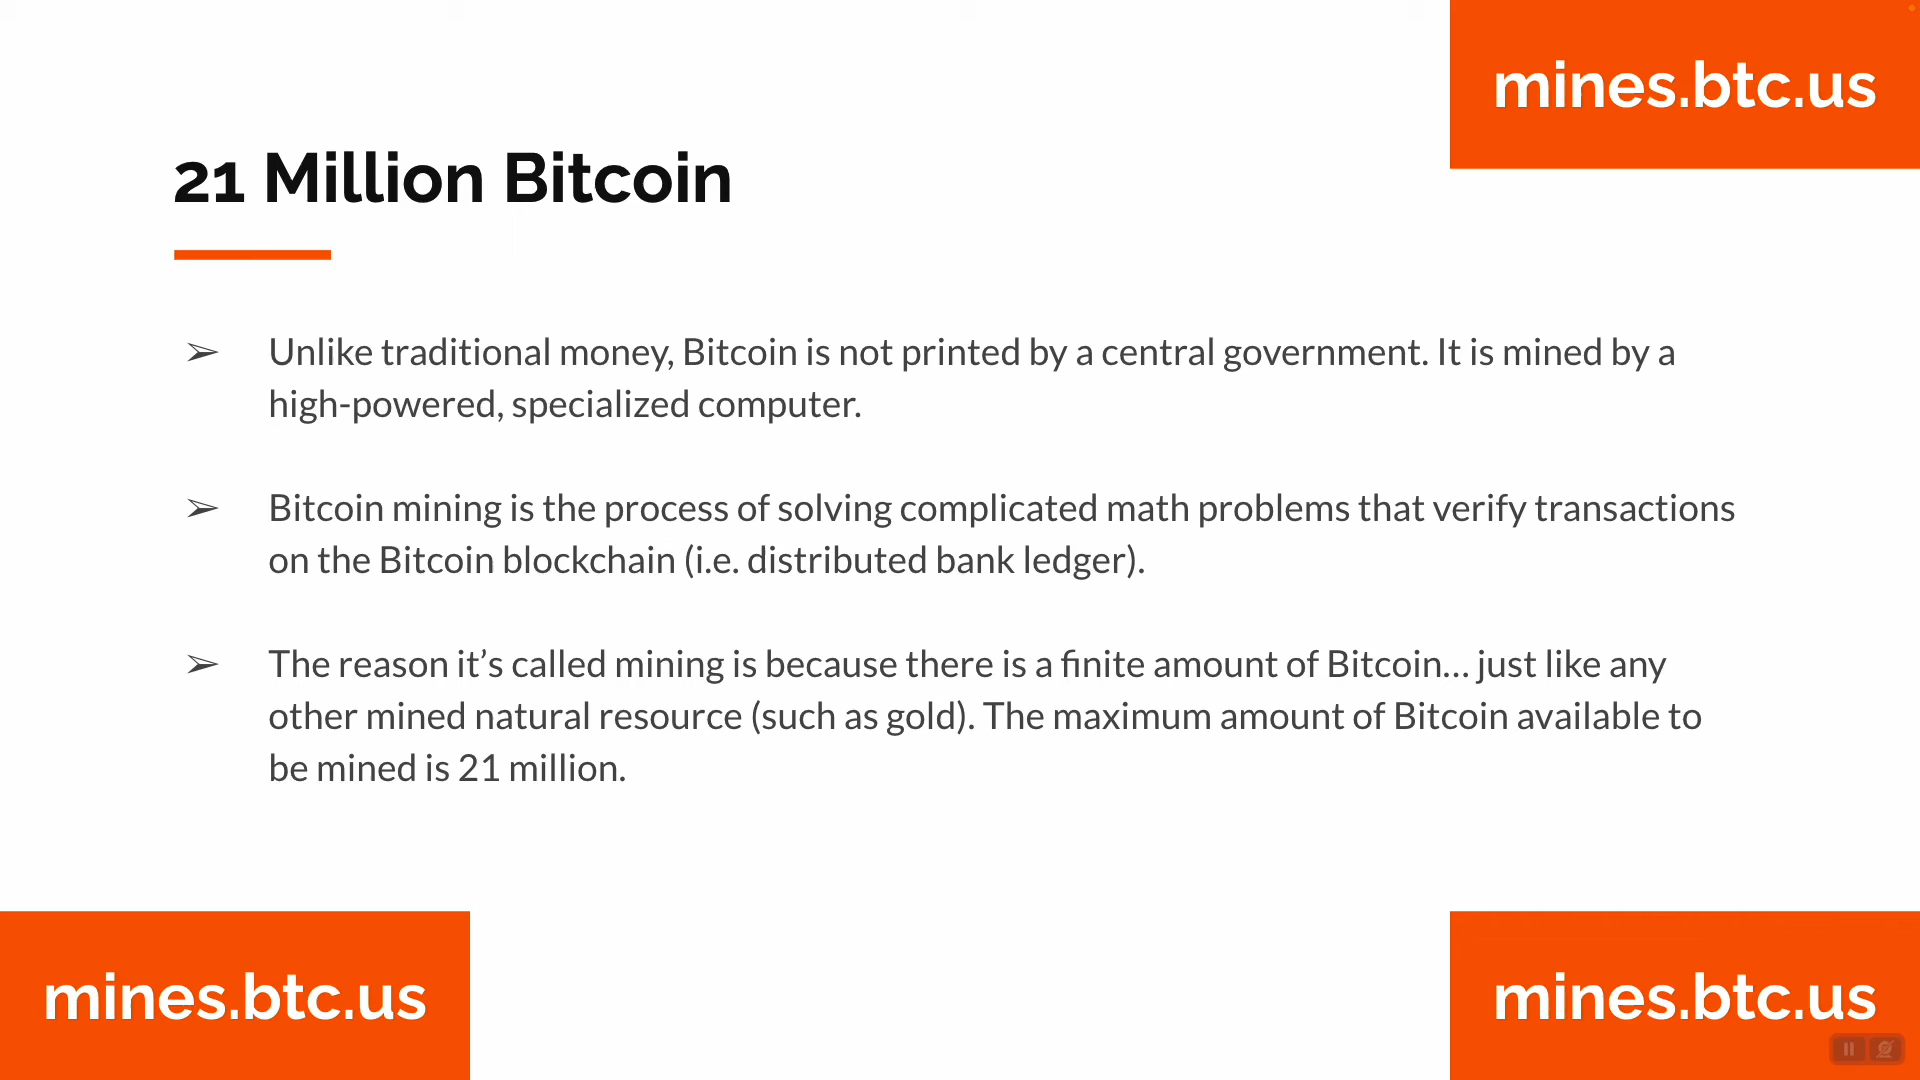 mines.btc.us
21 Million Bitcoin
➢ Unlike traditional money, Bitcoin is not printed by a central government. It is mined by a
high-powered, specialized computer.
➢ Bitcoin mining is the process of solving complicated math problems that verify transactions
on the Bitcoin blockchain (i.e. distributed bank ledger).
➢ The reason it’s called mining is because there is a finite amount of Bitcoin… just like any
other mined natural resource (such as gold). The maximum amount of Bitcoin available to
be mined is 21 million.
mines.btc.us
mines.btc.us